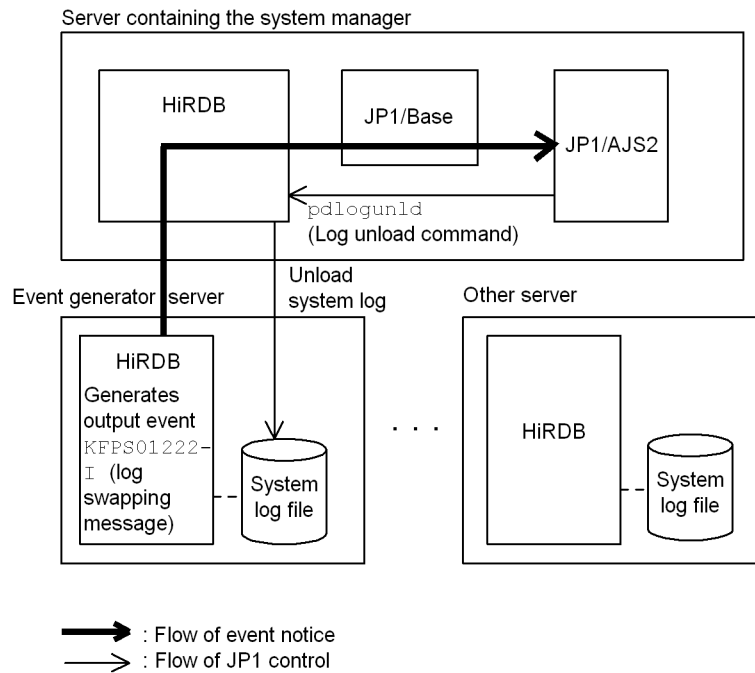 Server containing the system manager
HiRDB
JP1/Base
JP1/AJS2
pdlogunld
(Log unload command)
Unload
system log
Event generator server
HiRDB
Generates
output event
KFPS01222-
I (log
swapping
message)
System
log file
. . .
Other server
HiRDB
System
log file
: Flow of event notice
: Flow of JP1 control